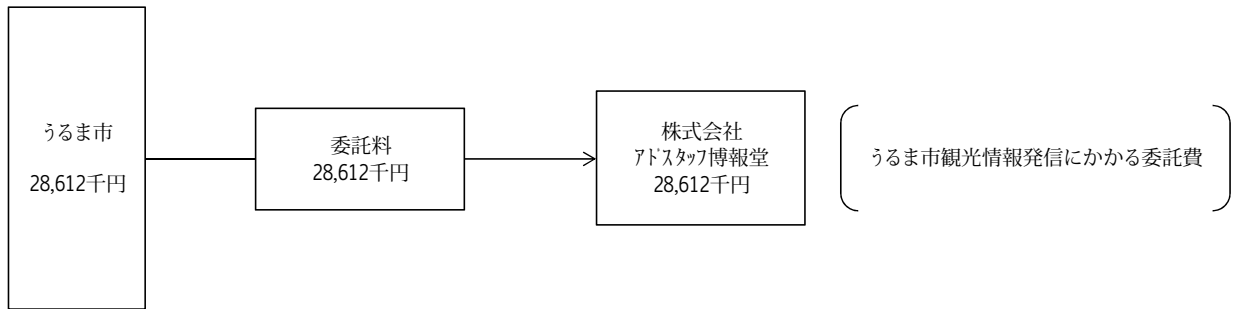 うるま市
28,612千円
委託料
28,612千円
株式会社
ｱﾄﾞｽﾀｯﾌ博報堂
28,612千円
うるま市観光情報発信にかかる委託費